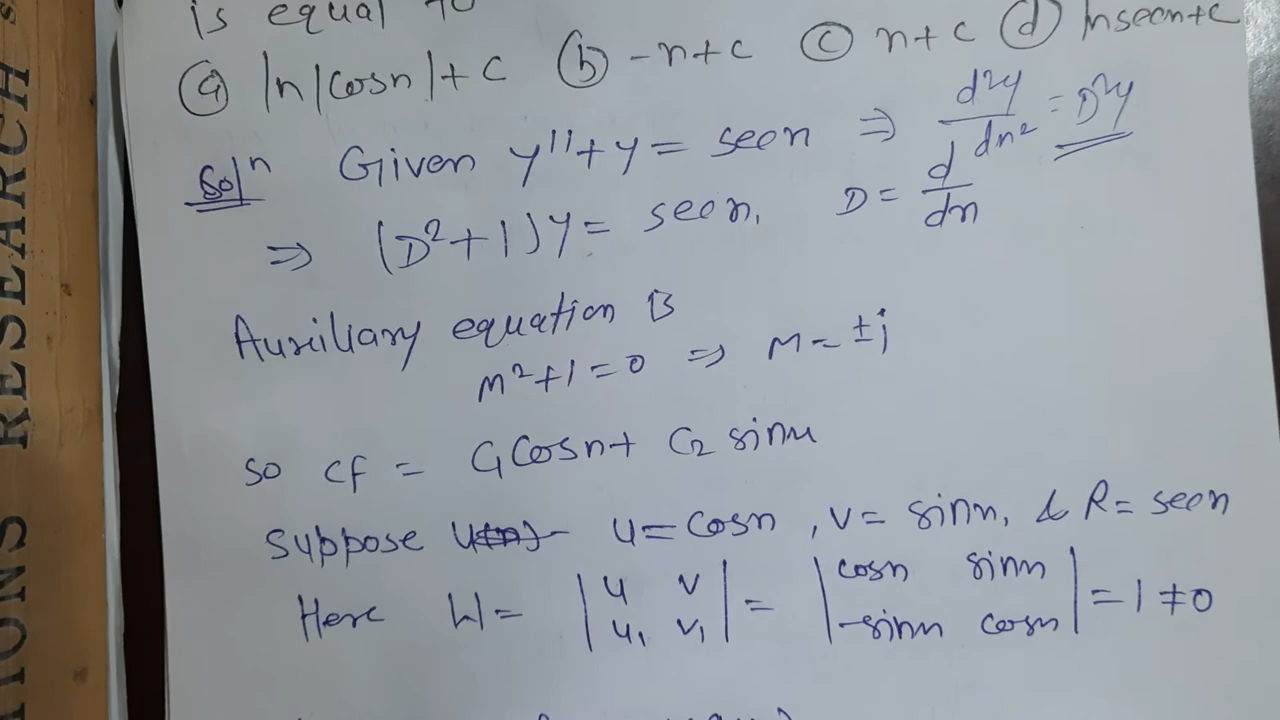 is equal to
(a) ln|cosx|+c (b) -x+c (c) x+c (d) lnsecx+c
Soln Given y''+y = secx ⇒ d²y/dx² = D²y
⇒ (D²+1)y = secx, D = d/dx
Auxiliary equation is
m²+1=0 ⇒ m=±i
so CF = C₁cosx+ C₂ sinx
Suppose u=cosx, v= sinx, & R= secx
Here W= |u v; u₁ v₁| = |cosx sinx; -sinx cosx| = 1 ≠0
IONS RESEARCH